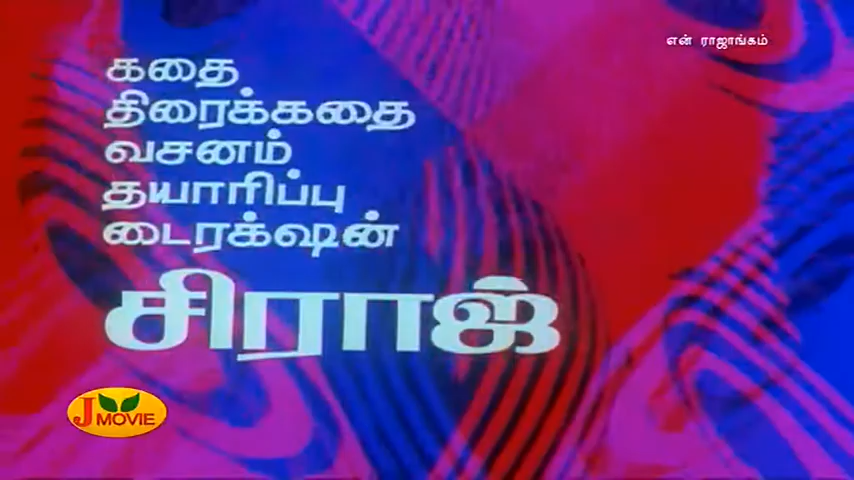 என் ராஜாங்கம்
கதை
திரைக்கதை
வசனம்
தயாரிப்பு
டைரக்‌ஷன்
சிராஜ்
J MOVIE